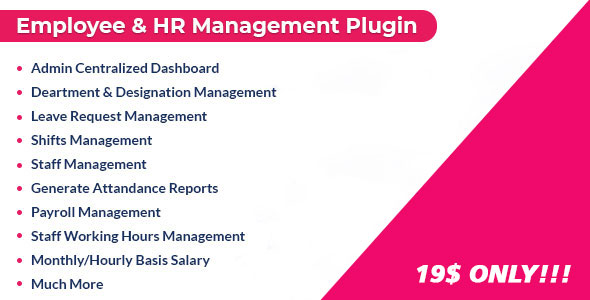 Employee & HR Management Plugin
Admin Centralized Dashboard
Deartment & Designation Management
Leave Request Management
Shifts Management
Staff Management
Generate Attandance Reports
Payroll Management
Staff Working Hours Management
Monthly/Hourly Basis Salary
Much More
19$ ONLY!!!